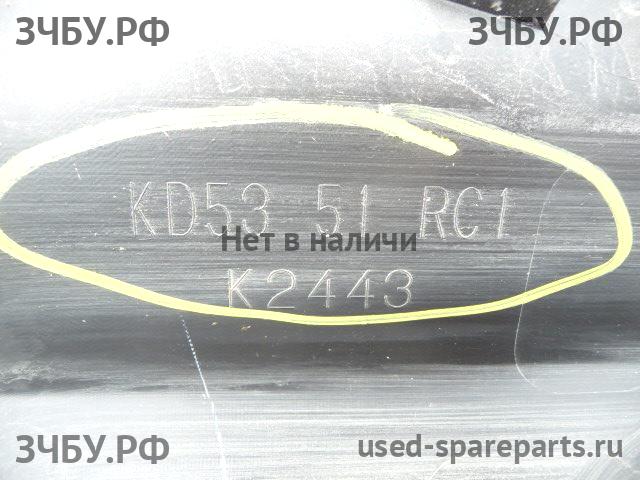 ЗЧБУ.РФ ЗЧБУ.РФ
KD53 51 RC1
Нет в наличи
K2443
ЗЧБУ.РФ used-spareparts.ru